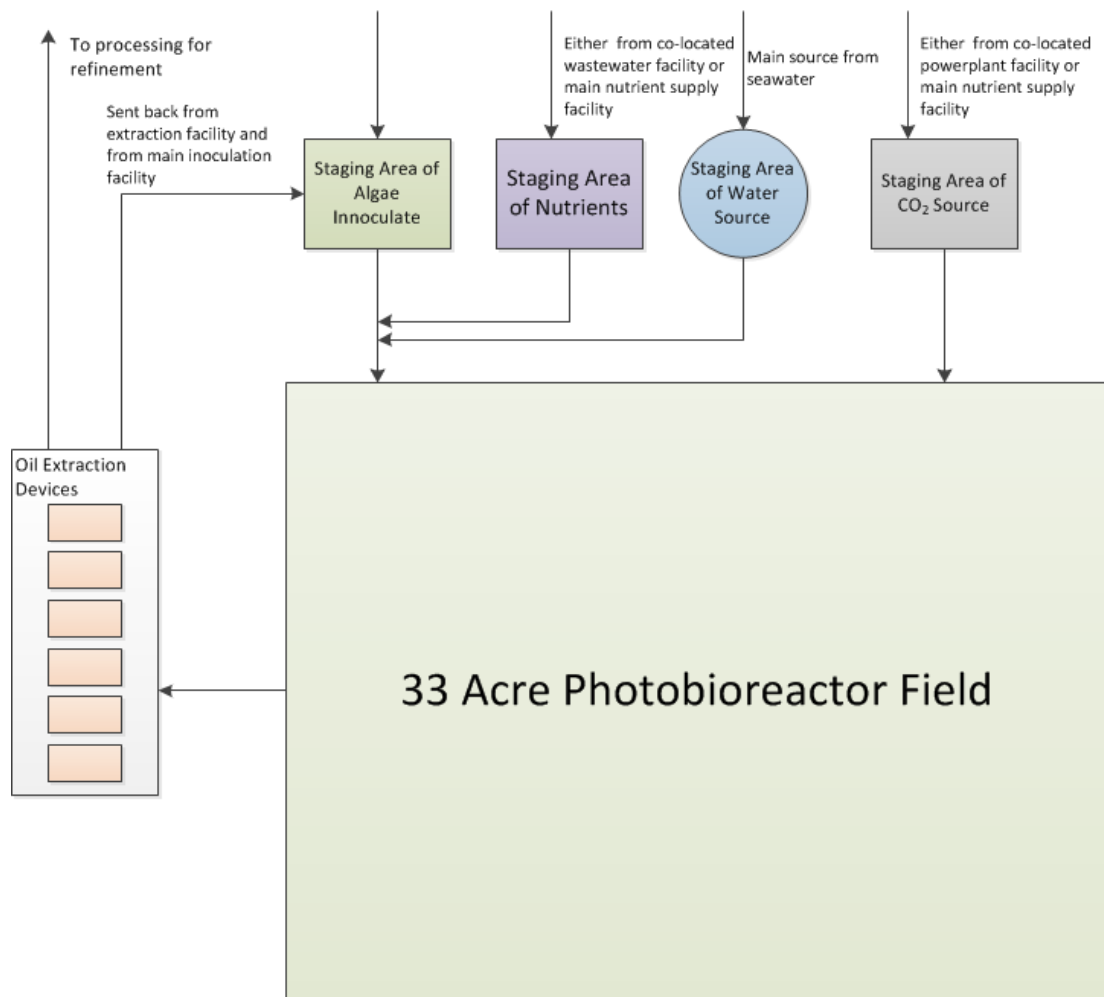 To processing for
refinement
Sent back from
extraction facility and
from main inoculation
facility
Either from co-located
wastewater facility or
main nutrient supply
facility
Main source from
seawater
Either from co-located
powerplant facility or
main nutrient supply
facility
Staging Area of
Algae
Innoculate
Staging Area
of Nutrients
Staging Area
of Water
Source
Staging Area of
CO₂ Source
Oil Extraction
Devices
33 Acre Photobioreactor Field